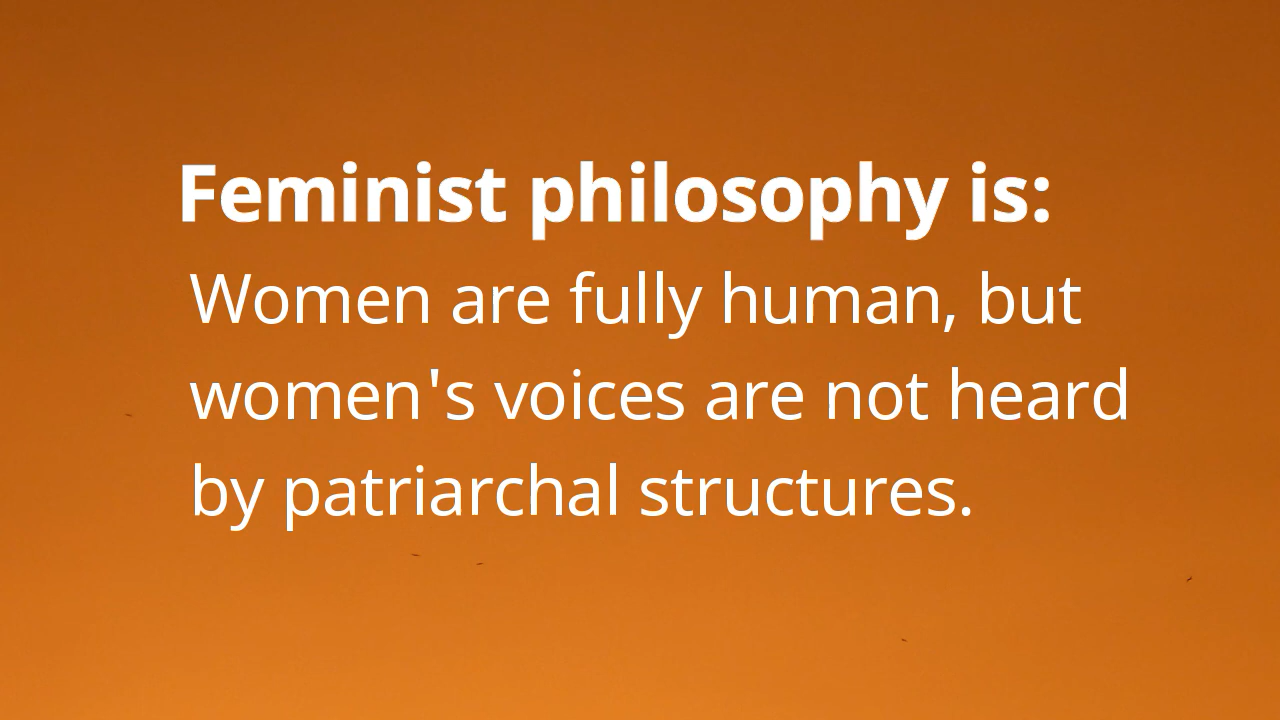 Feminist philosophy is:
Women are fully human, but
women's voices are not heard
by patriarchal structures.